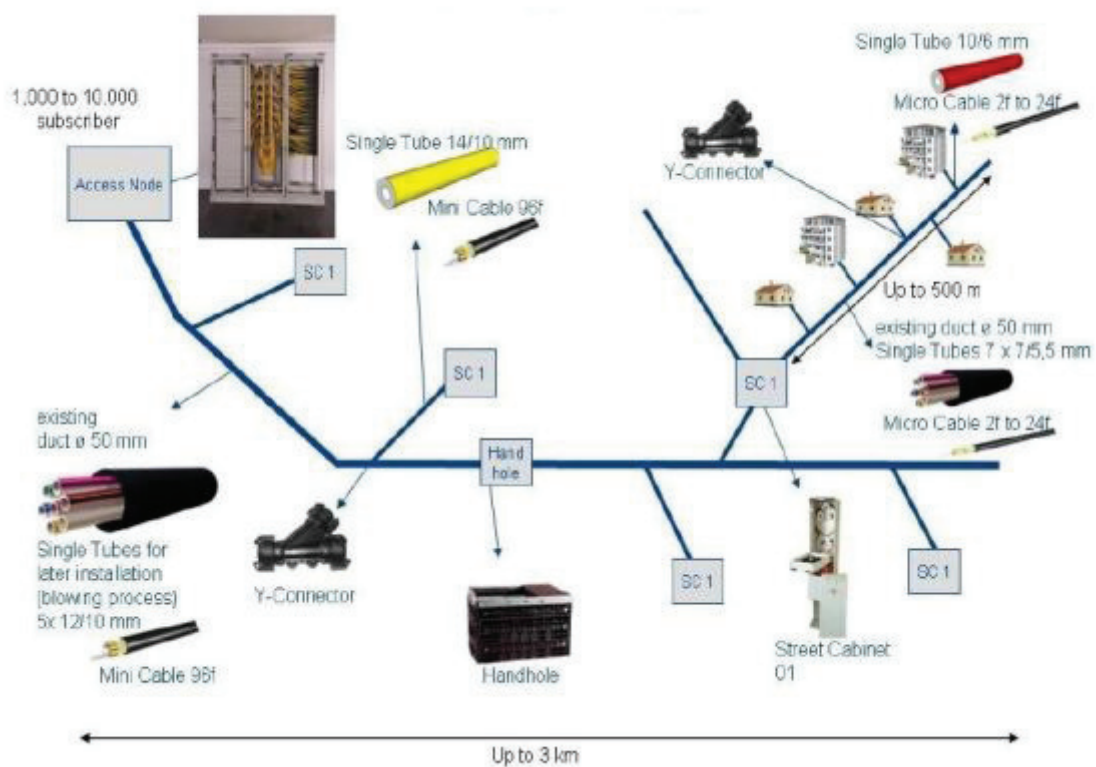 1.000 to 10.000
subscriber
Access Node
Single Tube 14/10 mm
Mini Cable 96f
SC 1
SC 1
existing
duct ø 50 mm
Single Tubes for
later installation
(blowing process)
5x 12/10 mm
Mini Cable 96f
Y-Connector
Hand
hole
Handhole
Single Tube 10/6 mm
Micro Cable 2f to 24f
Y-Connector
Up to 500 m
existing duct ø 50 mm
Single Tubes 7 x 7/5,5 mm
Micro Cable 2f to 24f
SC 1
SC 1
SC 1
Street Cabinet
01
Up to 3 km